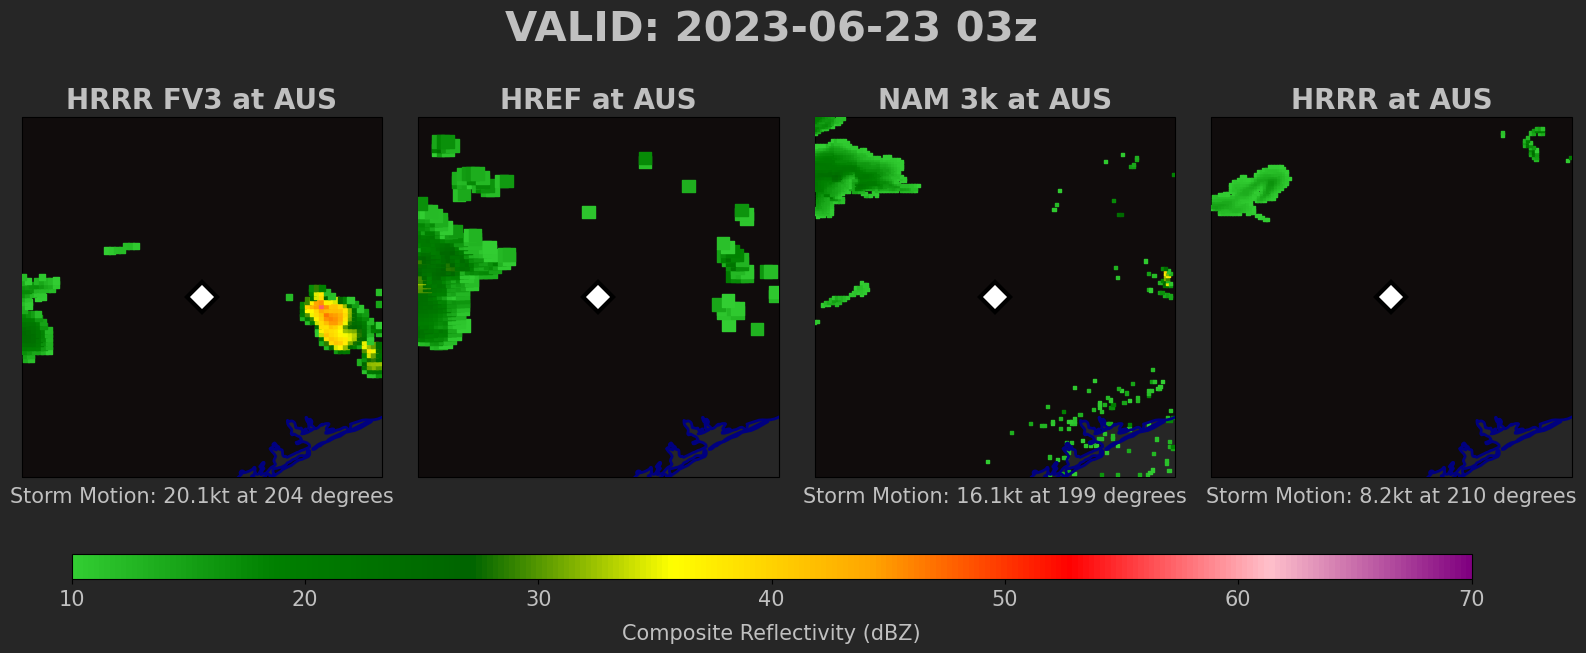 VALID: 2023-06-23 03z
HRRR FV3 at AUS
HREF at AUS
NAM 3k at AUS
HRRR at AUS
Storm Motion: 20.1kt at 204 degrees
Storm Motion: 16.1kt at 199 degrees
Storm Motion: 8.2kt at 210 degrees
10 20 30 40 50 60 70
Composite Reflectivity (dBZ)